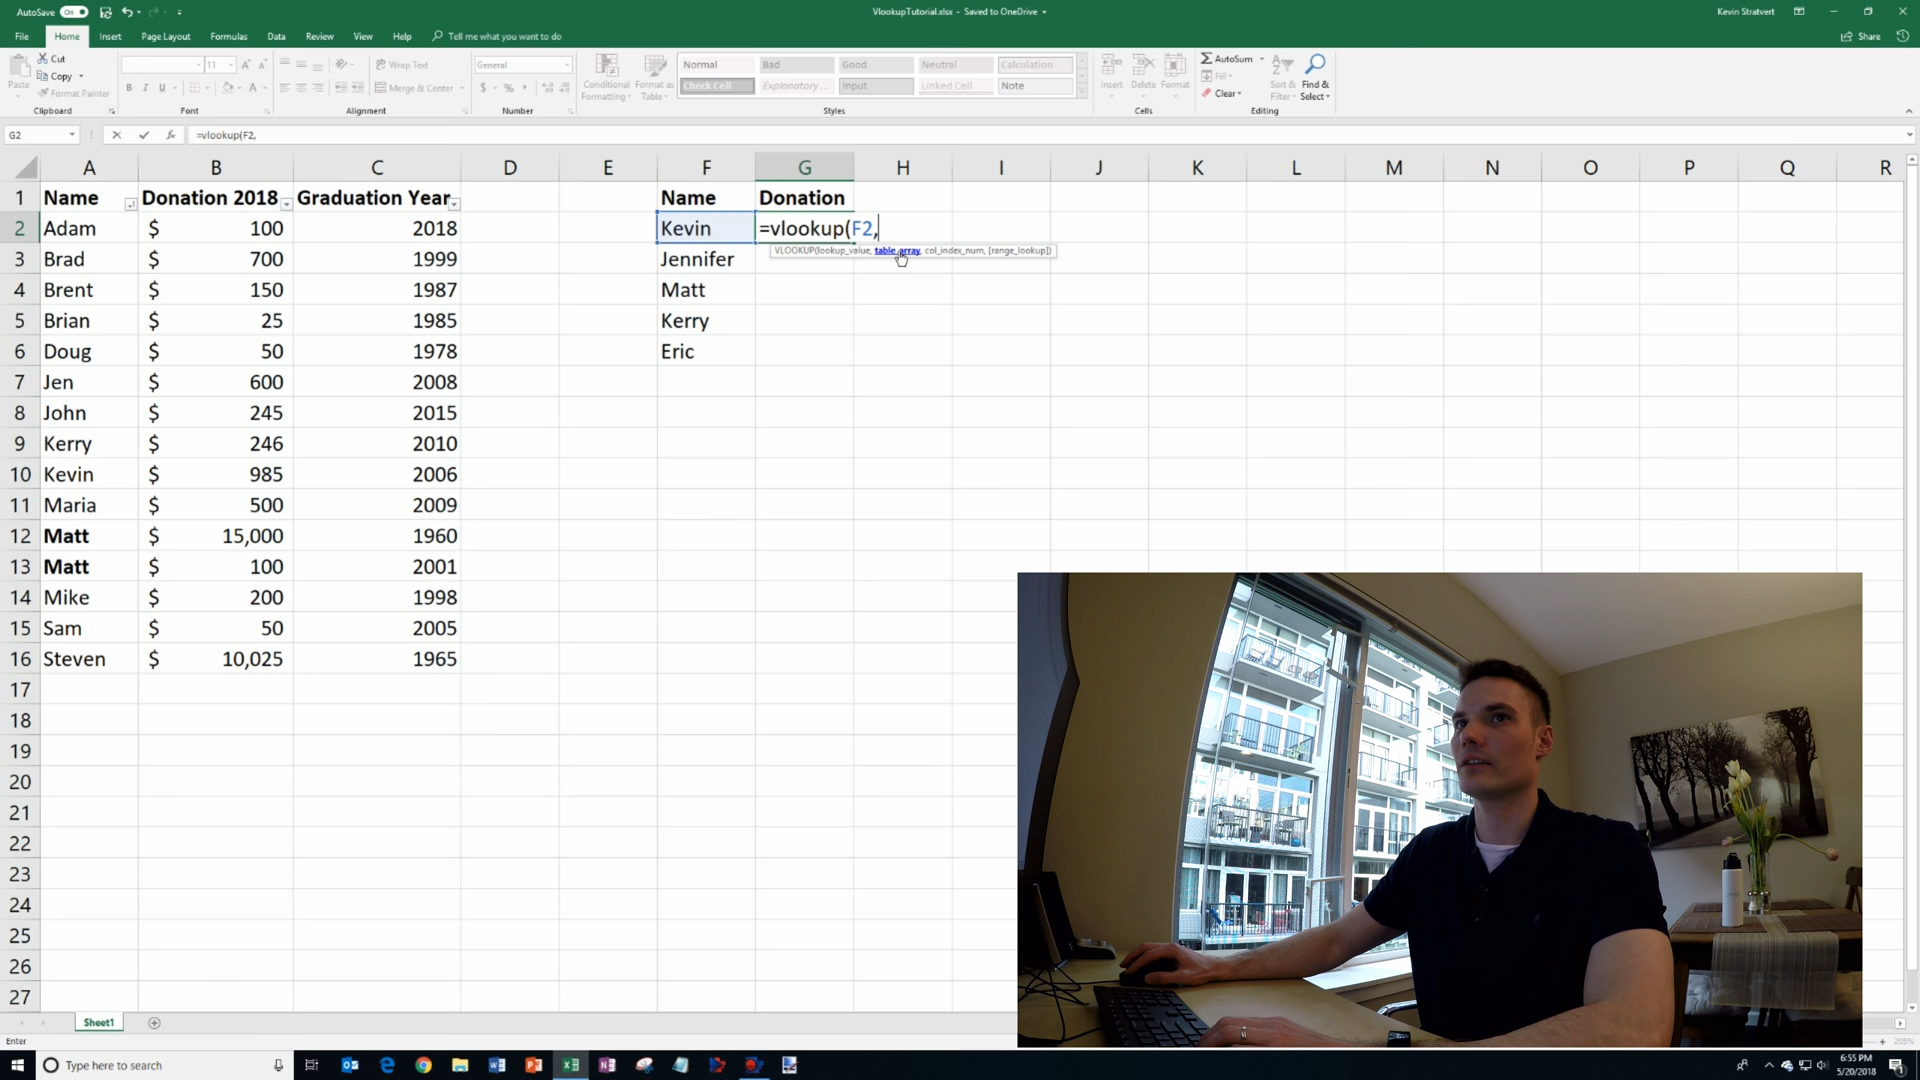 AutoSave On
VlookupTutorial.xlsx - Saved to OneDrive
Kevin Stratvert
File Home Insert Page Layout Formulas Data Review View Help Tell me what you want to do
Share
Paste
Cut
Copy
Format Painter
Clipboard
11
B I U
Font
Wrap Text
Merge & Center
Alignment
General
$ % ,
Number
Conditional Formatting
Format as Table
Normal Bad Good Neutral Calculation
Check Cell Explanatory ... Input Linked Cell Note
Styles
Insert Delete Format
Cells
AutoSum
Fill
Clear
Sort & Filter
Find & Select
Editing
G2
fx
=vlookup(F2,
A B C D E F G H I J K L M N O P Q R
1 Name Donation 2018 Graduation Year Name Donation
2 Adam $ 100 2018 Kevin =vlookup(F2,
VLOOKUP(lookup_value, table_array, col_index_num, [range_lookup])
3 Brad $ 700 1999 Jennifer
4 Brent $ 150 1987 Matt
5 Brian $ 25 1985 Kerry
6 Doug $ 50 1978 Eric
7 Jen $ 600 2008
8 John $ 245 2015
9 Kerry $ 246 2010
10 Kevin $ 985 2006
11 Maria $ 500 2009
12 Matt $ 15,000 1960
13 Matt $ 100 2001
14 Mike $ 200 1998
15 Sam $ 50 2005
16 Steven $ 10,025 1965
17
18
19
20
21
22
23
24
25
26
27
Sheet1
Enter
205%
Type here to search
6:55 PM
5/20/2018